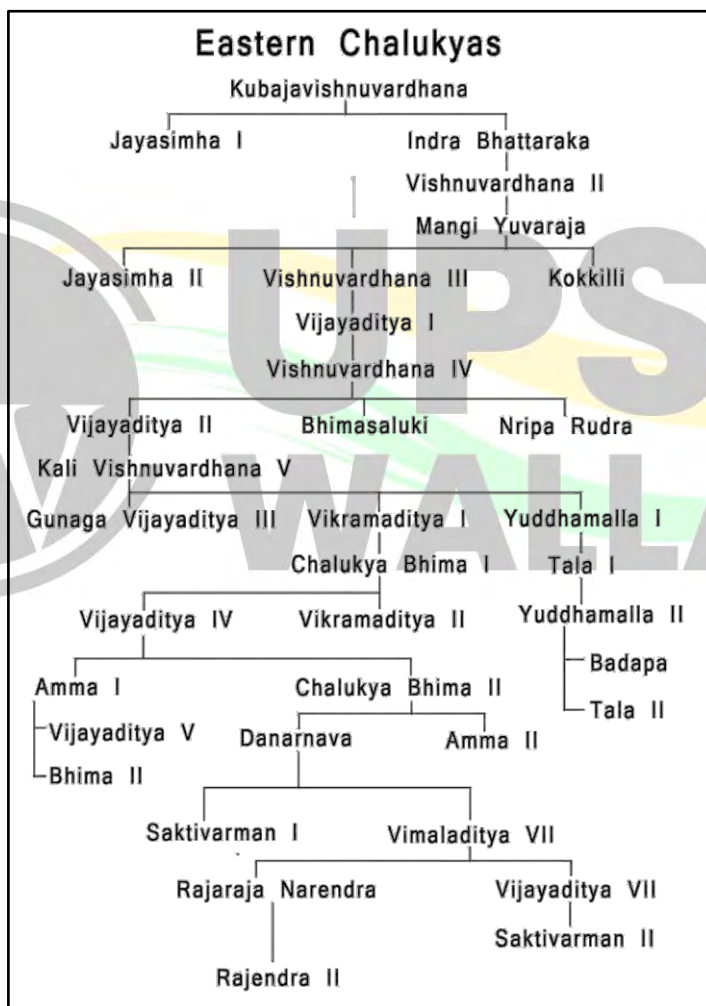 Eastern Chalukyas
Kubajavishnuvardhana
Jayasimha I Indra Bhattaraka
Vishnuvardhana II
Mangi Yuvaraja
Jayasimha II Vishnuvardhana III Kokkilli
Vijayaditya I
Vishnuvardhana IV
Vijayaditya II Bhimasaluki Nripa Rudra
Kali Vishnuvardhana V
Gunaga Vijayaditya III Vikramaditya I Yuddhamalla I
Chalukya Bhima I Tala I
Vijayaditya IV Vikramaditya II Yuddhamalla II
Badapa
Amma I Chalukya Bhima II
Tala II
Vijayaditya V Danarnava Amma II
Bhima II
Saktivarman I Vimaladitya VII
Rajaraja Narendra Vijayaditya VII
Saktivarman II
Rajendra II
UPS
WALLA